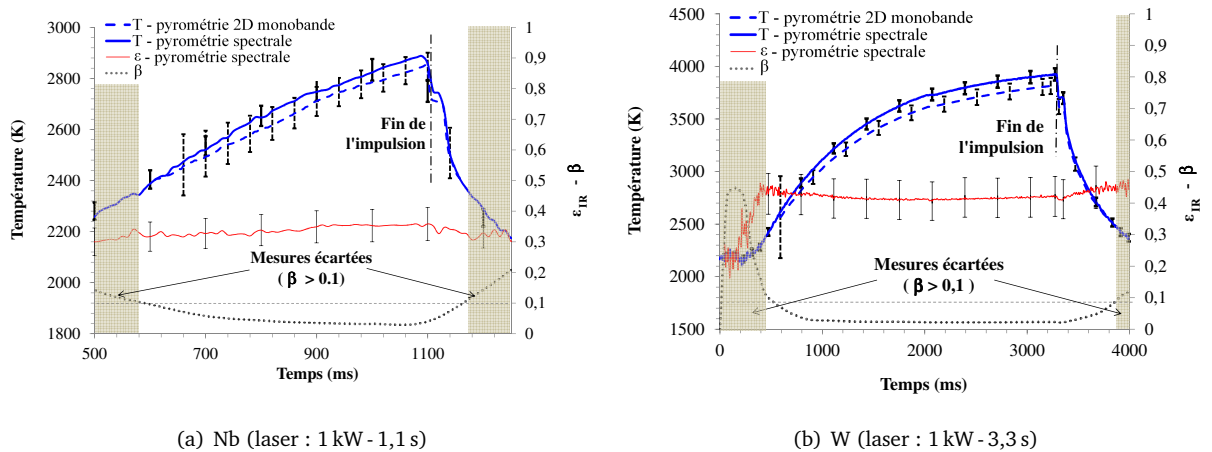 T - pyrométrie 2D monobande
T - pyrométrie spectrale
ε - pyrométrie spectrale
β
3000
2800
2600
2400
2200
2000
1800
Température (K)
500
700
900
1100
Temps (ms)
1
0,9
0,8
0,7
0,6
0,5
0,4
0,3
0,2
0,1
0
ε_IR - β
Fin de
l'impulsion
Mesures écartées
( β > 0.1)
(a) Nb (laser : 1 kW - 1,1 s)
T - pyrométrie 2D monobande
T - pyrométrie spectrale
ε - pyrométrie spectrale
β
4500
4000
3500
3000
2500
2000
1500
Température (K)
0
1000
2000
3000
4000
Temps (ms)
1
0,9
0,8
0,7
0,6
0,5
0,4
0,3
0,2
0,1
0
ε_IR - β
Fin de
l'impulsion
Mesures écartées
( β > 0,1 )
(b) W (laser : 1 kW - 3,3 s)